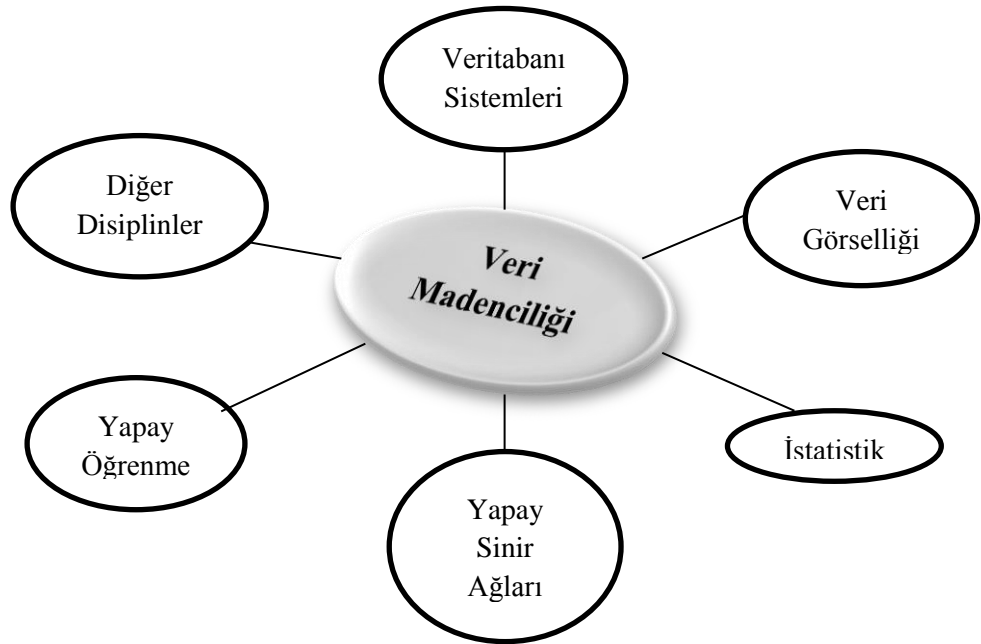 Veritabanı
Sistemleri
Diğer
Disiplinler
Veri
Görselliği
Veri
Madenciliği
Yapay
Öğrenme
İstatistik
Yapay
Sinir
Ağları